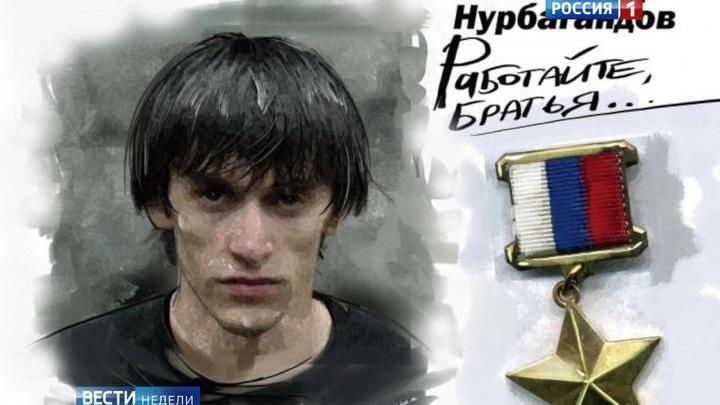 РОССИЯ 1
Нурбагандов
Работайте,
братья...
ВЕСТИ НЕДЕЛИ